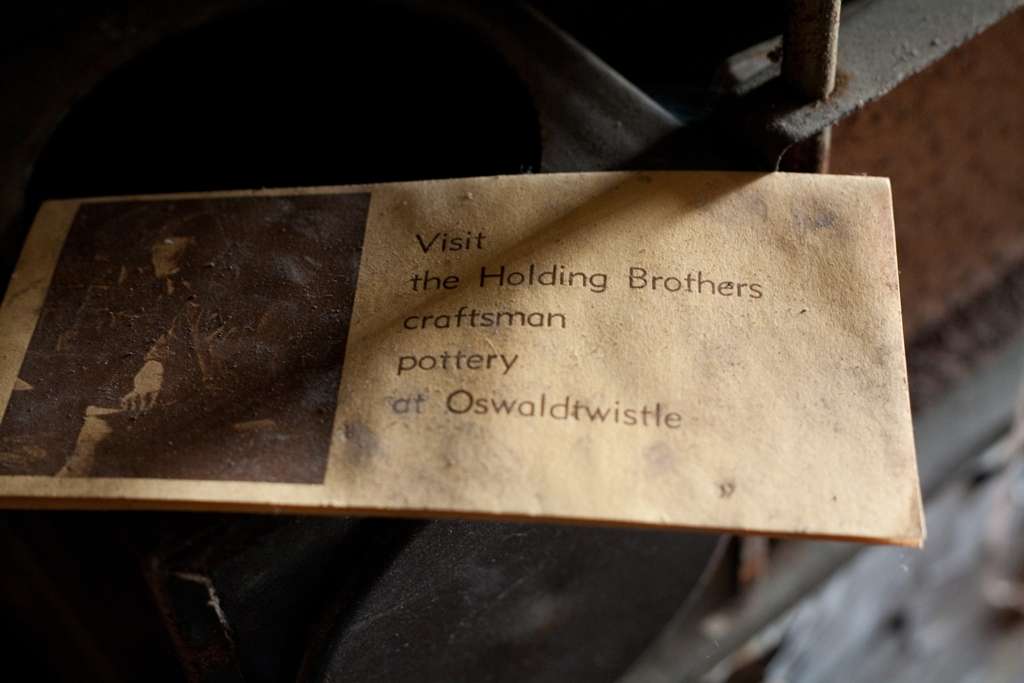 Visit
the Holding Brothers
craftsman
pottery
at Oswaldtwistle
»